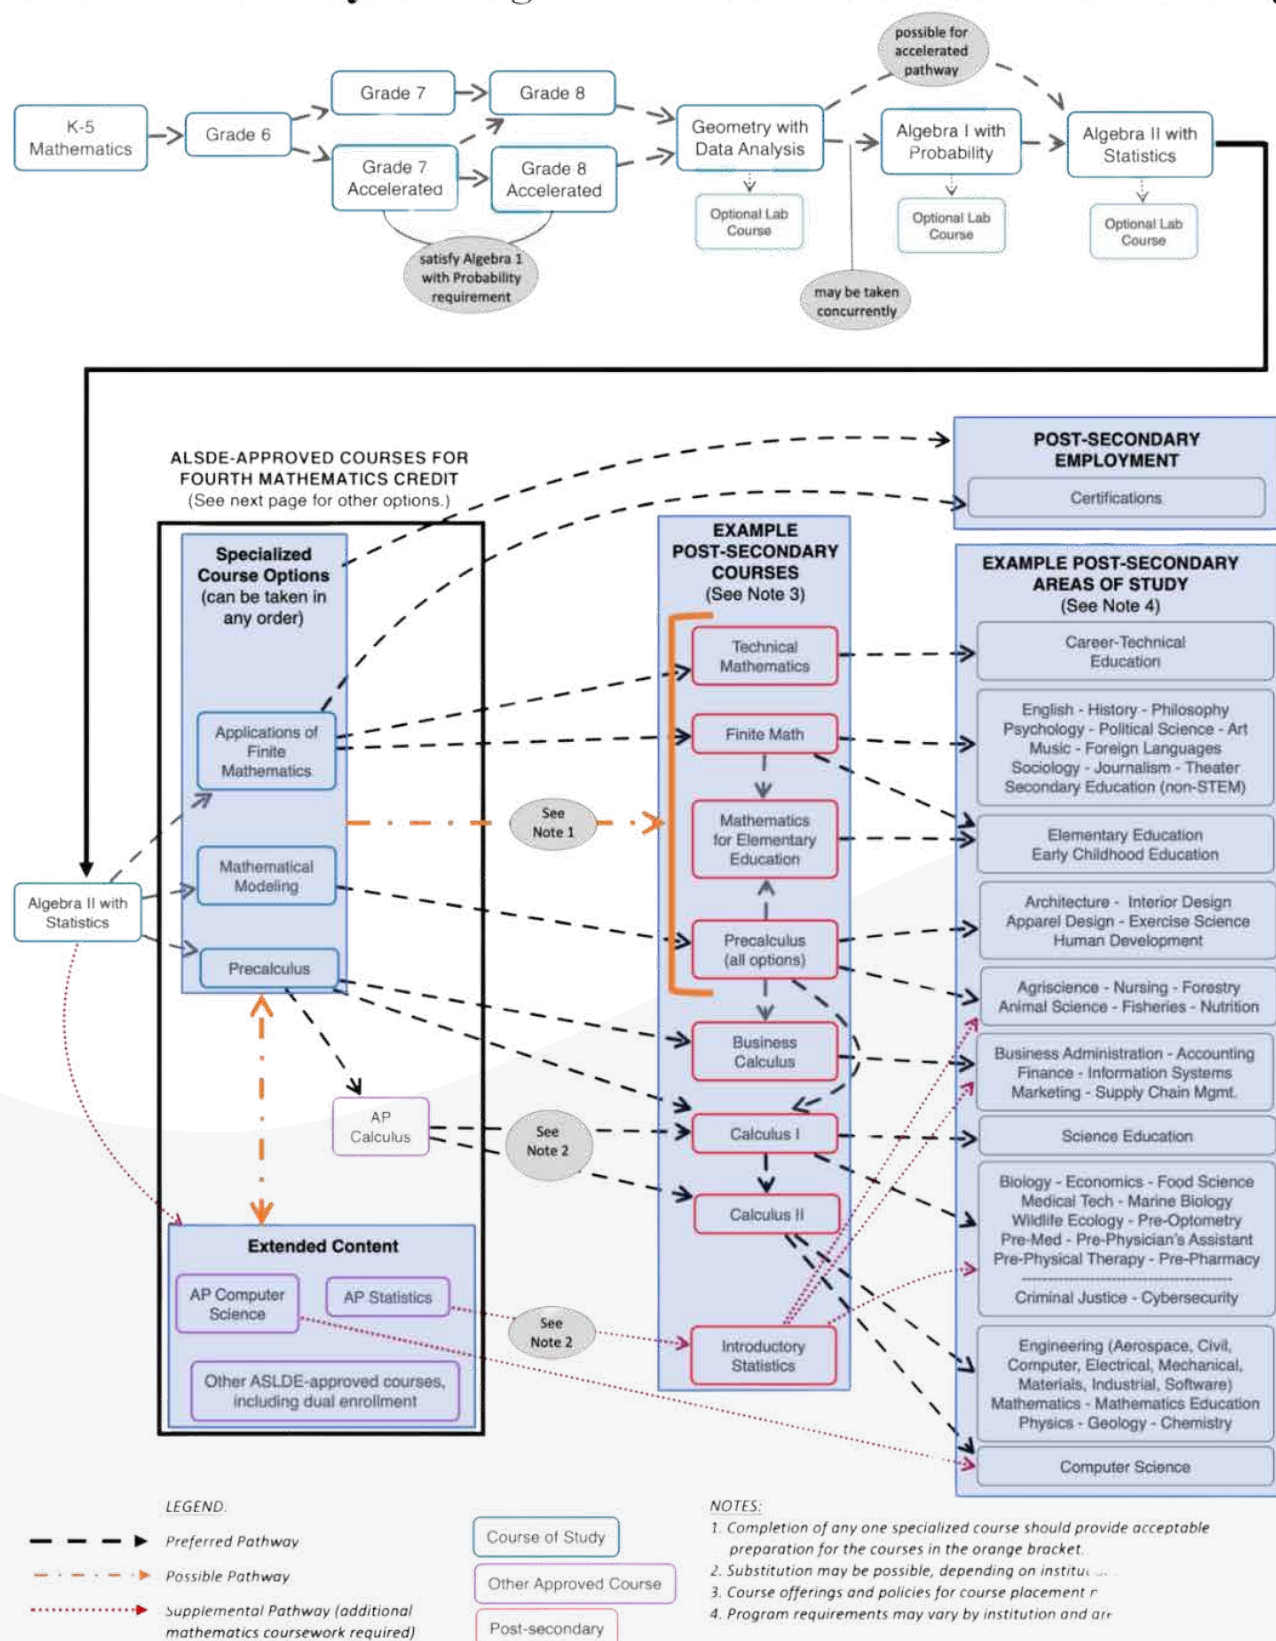 possible for
accelerated
pathway
K-5
Mathematics
Grade 6
Grade 7
Grade 8
Grade 7
Accelerated
Grade 8
Accelerated
Geometry with
Data Analysis
Algebra I with
Probability
Algebra II with
Statistics
Optional Lab
Course
Optional Lab
Course
Optional Lab
Course
satisfy Algebra 1
with Probability
requirement
may be taken
concurrently
ALSDE-APPROVED COURSES FOR
FOURTH MATHEMATICS CREDIT
(See next page for other options.)
Specialized
Course Options
(can be taken in
any order)
Applications of
Finite
Mathematics
Mathematical
Modeling
Precalculus
Algebra II with
Statistics
AP
Calculus
Extended Content
AP Computer
Science
AP Statistics
Other ASLDE-approved courses,
including dual enrollment
See
Note 1
See
Note 2
See
Note 2
EXAMPLE
POST-SECONDARY
COURSES
(See Note 3)
Technical
Mathematics
Finite Math
Mathematics
for Elementary
Education
Precalculus
(all options)
Business
Calculus
Calculus I
Calculus II
Introductory
Statistics
POST-SECONDARY
EMPLOYMENT
Certifications
EXAMPLE POST-SECONDARY
AREAS OF STUDY
(See Note 4)
Career-Technical
Education
English - History - Philosophy
Psychology - Political Science - Art
Music - Foreign Languages
Sociology - Journalism - Theater
Secondary Education (non-STEM)
Elementary Education
Early Childhood Education
Architecture - Interior Design
Apparel Design - Exercise Science
Human Development
Agriscience - Nursing - Forestry
Animal Science - Fisheries - Nutrition
Business Administration - Accounting
Finance - Information Systems
Marketing - Supply Chain Mgmt.
Science Education
Biology - Economics - Food Science
Medical Tech - Marine Biology
Wildlife Ecology - Pre-Optometry
Pre-Med - Pre-Physician's Assistant
Pre-Physical Therapy - Pre-Pharmacy
Criminal Justice - Cybersecurity
Engineering (Aerospace, Civil,
Computer, Electrical, Mechanical,
Materials, Industrial, Software)
Mathematics - Mathematics Education
Physics - Geology - Chemistry
Computer Science
LEGEND:
Preferred Pathway
Possible Pathway
Supplemental Pathway (additional
mathematics coursework required)
Course of Study
Other Approved Course
Post-secondary
NOTES:
1. Completion of any one specialized course should provide acceptable
preparation for the courses in the orange bracket.
2. Substitution may be possible, depending on
3. Course offerings and policies for course placement
4. Program requirements may vary by institution and